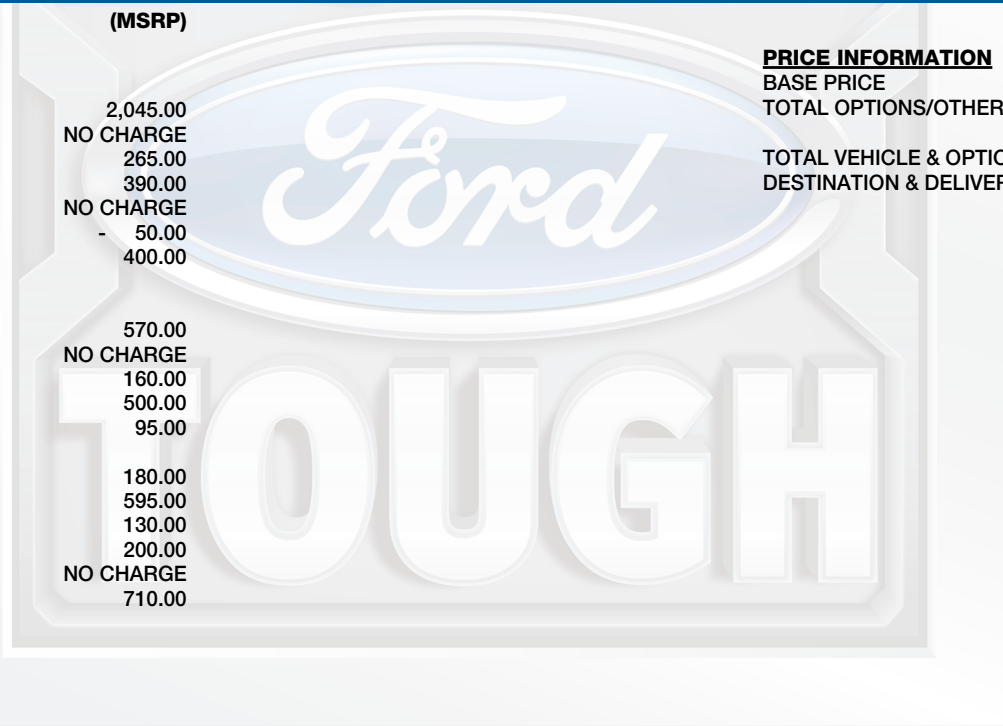 (MSRP)
2,045.00
NO CHARGE
265.00
390.00
NO CHARGE
- 50.00
400.00
570.00
NO CHARGE
160.00
500.00
95.00
180.00
595.00
130.00
200.00
NO CHARGE
710.00
PRICE INFORMATION
BASE PRICE
TOTAL OPTIONS/OTHER
TOTAL VEHICLE & OPTIO
DESTINATION & DELIVER
Ford
TOUGH